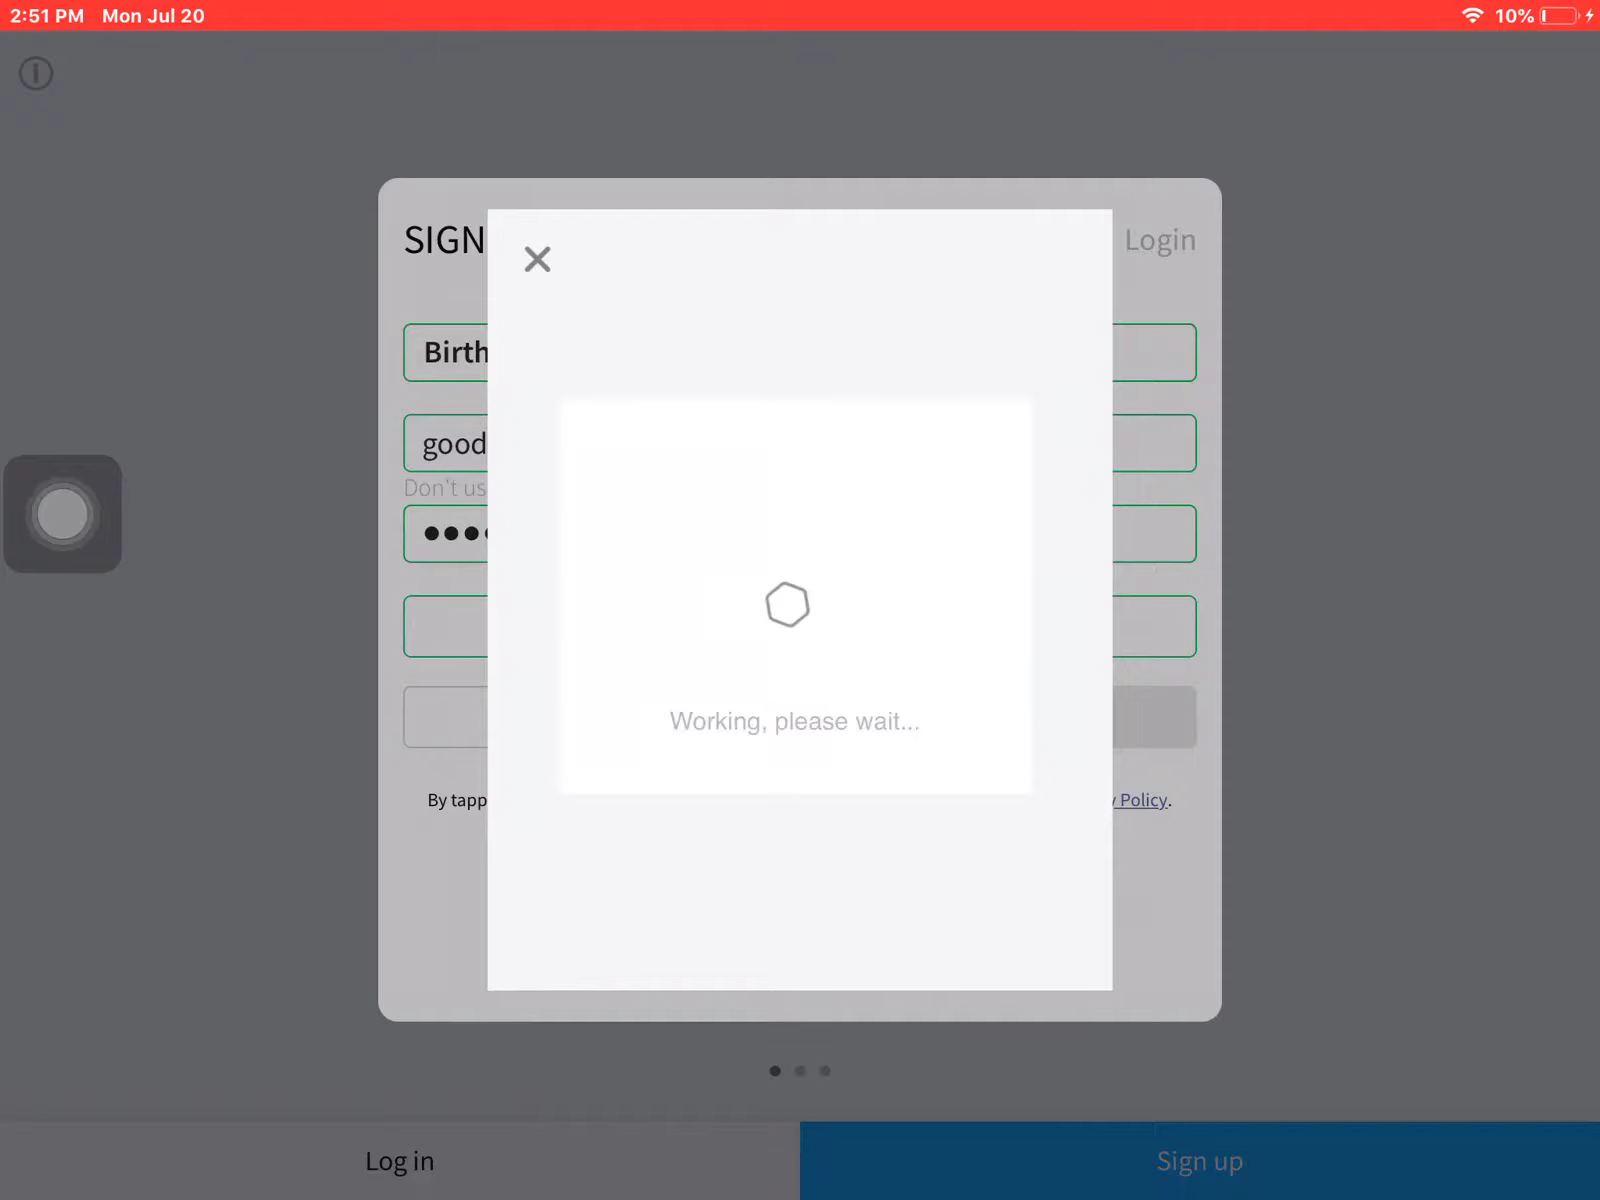 2:51 PM Mon Jul 20
10%
SIGN
Login
Birth
good
Don't us
Working, please wait...
By tapp
y Policy.
Log in
Sign up